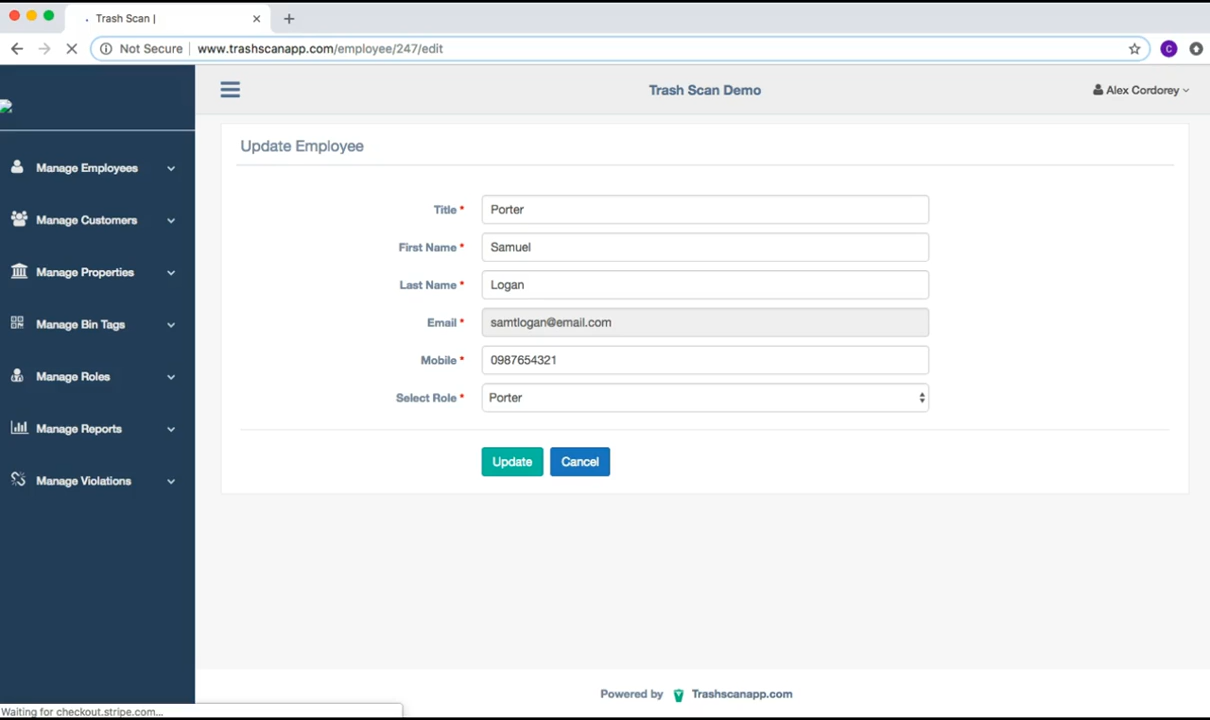 Trash Scan |
Not Secure www.trashscanapp.com/employee/247/edit
C
Trash Scan Demo
Alex Cordorey
Manage Employees
Manage Customers
Manage Properties
Manage Bin Tags
Manage Roles
Manage Reports
Manage Violations
Update Employee
Title * Porter
First Name * Samuel
Last Name * Logan
Email * samtlogan@email.com
Mobile * 0987654321
Select Role * Porter
Update Cancel
Powered by Trashscanapp.com
Waiting for checkout.stripe.com...